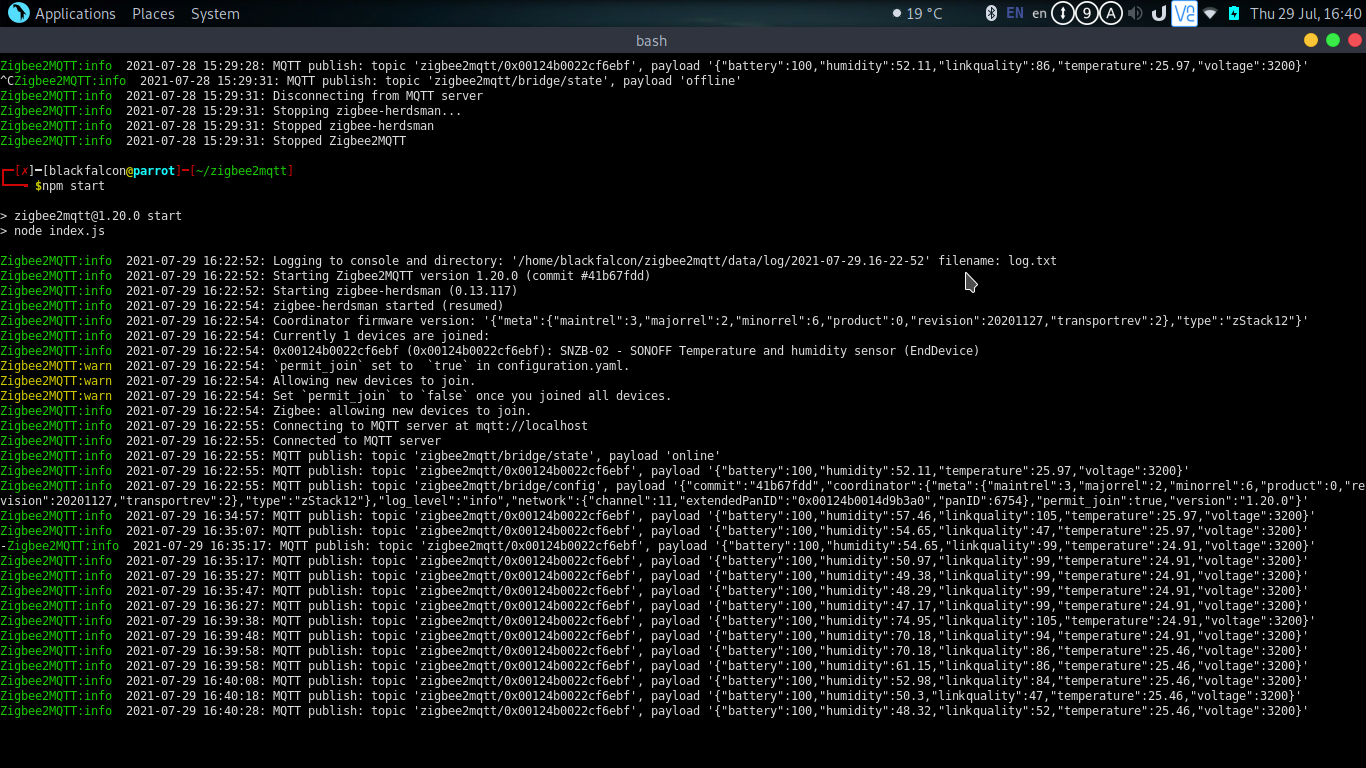 Applications Places System 19 °C EN en 9 A Thu 29 Jul, 16:40
bash
Zigbee2MQTT:info  2021-07-28 15:29:28: MQTT publish: topic 'zigbee2mqtt/0x00124b0022cf6ebf', payload '{"battery":100,"humidity":52.11,"linkquality":86,"temperature":25.97,"voltage":3200}'
^CZigbee2MQTT:info  2021-07-28 15:29:31: MQTT publish: topic 'zigbee2mqtt/bridge/state', payload 'offline'
Zigbee2MQTT:info  2021-07-28 15:29:31: Disconnecting from MQTT server
Zigbee2MQTT:info  2021-07-28 15:29:31: Stopping zigbee-herdsman...
Zigbee2MQTT:info  2021-07-28 15:29:31: Stopped zigbee-herdsman
Zigbee2MQTT:info  2021-07-28 15:29:31: Stopped Zigbee2MQTT
┌─[✗]─[blackfalcon@parrot]─[~/zigbee2mqtt]
└──╼ $npm start
> zigbee2mqtt@1.20.0 start
> node index.js
Zigbee2MQTT:info  2021-07-29 16:22:52: Logging to console and directory: '/home/blackfalcon/zigbee2mqtt/data/log/2021-07-29.16-22-52' filename: log.txt
Zigbee2MQTT:info  2021-07-29 16:22:52: Starting Zigbee2MQTT version 1.20.0 (commit #41b67fdd)
Zigbee2MQTT:info  2021-07-29 16:22:52: Starting zigbee-herdsman (0.13.117)
Zigbee2MQTT:info  2021-07-29 16:22:54: zigbee-herdsman started (resumed)
Zigbee2MQTT:info  2021-07-29 16:22:54: Coordinator firmware version: '{"meta":{"maintrel":3,"majorrel":2,"minorrel":6,"product":0,"revision":20201127,"transportrev":2},"type":"zStack12"}'
Zigbee2MQTT:info  2021-07-29 16:22:54: Currently 1 devices are joined:
Zigbee2MQTT:info  2021-07-29 16:22:54: 0x00124b0022cf6ebf (0x00124b0022cf6ebf): SNZB-02 - SONOFF Temperature and humidity sensor (EndDevice)
Zigbee2MQTT:warn  2021-07-29 16:22:54: `permit_join` set to  `true` in configuration.yaml.
Zigbee2MQTT:warn  2021-07-29 16:22:54: Allowing new devices to join.
Zigbee2MQTT:warn  2021-07-29 16:22:54: Set `permit_join` to `false` once you joined all devices.
Zigbee2MQTT:info  2021-07-29 16:22:54: Zigbee: allowing new devices to join.
Zigbee2MQTT:info  2021-07-29 16:22:55: Connecting to MQTT server at mqtt://localhost
Zigbee2MQTT:info  2021-07-29 16:22:55: Connected to MQTT server
Zigbee2MQTT:info  2021-07-29 16:22:55: MQTT publish: topic 'zigbee2mqtt/bridge/state', payload 'online'
Zigbee2MQTT:info  2021-07-29 16:22:55: MQTT publish: topic 'zigbee2mqtt/0x00124b0022cf6ebf', payload '{"battery":100,"humidity":52.11,"temperature":25.97,"voltage":3200}'
Zigbee2MQTT:info  2021-07-29 16:22:55: MQTT publish: topic 'zigbee2mqtt/bridge/config', payload '{"commit":"41b67fdd","coordinator":{"meta":{"maintrel":3,"majorrel":2,"minorrel":6,"product":0,"re
vision":20201127,"transportrev":2},"type":"zStack12"},"log_level":"info","network":{"channel":11,"extendedPanID":"0x00124b0014d9b3a0","panID":6754},"permit_join":true,"version":"1.20.0"}'
Zigbee2MQTT:info  2021-07-29 16:34:57: MQTT publish: topic 'zigbee2mqtt/0x00124b0022cf6ebf', payload '{"battery":100,"humidity":57.46,"linkquality":105,"temperature":25.97,"voltage":3200}'
Zigbee2MQTT:info  2021-07-29 16:35:07: MQTT publish: topic 'zigbee2mqtt/0x00124b0022cf6ebf', payload '{"battery":100,"humidity":54.65,"linkquality":47,"temperature":25.97,"voltage":3200}'
-Zigbee2MQTT:info  2021-07-29 16:35:17: MQTT publish: topic 'zigbee2mqtt/0x00124b0022cf6ebf', payload '{"battery":100,"humidity":54.65,"linkquality":99,"temperature":24.91,"voltage":3200}'
Zigbee2MQTT:info  2021-07-29 16:35:17: MQTT publish: topic 'zigbee2mqtt/0x00124b0022cf6ebf', payload '{"battery":100,"humidity":50.97,"linkquality":99,"temperature":24.91,"voltage":3200}'
Zigbee2MQTT:info  2021-07-29 16:35:27: MQTT publish: topic 'zigbee2mqtt/0x00124b0022cf6ebf', payload '{"battery":100,"humidity":49.38,"linkquality":99,"temperature":24.91,"voltage":3200}'
Zigbee2MQTT:info  2021-07-29 16:35:47: MQTT publish: topic 'zigbee2mqtt/0x00124b0022cf6ebf', payload '{"battery":100,"humidity":48.29,"linkquality":99,"temperature":24.91,"voltage":3200}'
Zigbee2MQTT:info  2021-07-29 16:36:27: MQTT publish: topic 'zigbee2mqtt/0x00124b0022cf6ebf', payload '{"battery":100,"humidity":47.17,"linkquality":99,"temperature":24.91,"voltage":3200}'
Zigbee2MQTT:info  2021-07-29 16:39:38: MQTT publish: topic 'zigbee2mqtt/0x00124b0022cf6ebf', payload '{"battery":100,"humidity":74.95,"linkquality":105,"temperature":24.91,"voltage":3200}'
Zigbee2MQTT:info  2021-07-29 16:39:48: MQTT publish: topic 'zigbee2mqtt/0x00124b0022cf6ebf', payload '{"battery":100,"humidity":70.18,"linkquality":94,"temperature":24.91,"voltage":3200}'
Zigbee2MQTT:info  2021-07-29 16:39:58: MQTT publish: topic 'zigbee2mqtt/0x00124b0022cf6ebf', payload '{"battery":100,"humidity":70.18,"linkquality":86,"temperature":25.46,"voltage":3200}'
Zigbee2MQTT:info  2021-07-29 16:39:58: MQTT publish: topic 'zigbee2mqtt/0x00124b0022cf6ebf', payload '{"battery":100,"humidity":61.15,"linkquality":86,"temperature":25.46,"voltage":3200}'
Zigbee2MQTT:info  2021-07-29 16:40:08: MQTT publish: topic 'zigbee2mqtt/0x00124b0022cf6ebf', payload '{"battery":100,"humidity":52.98,"linkquality":84,"temperature":25.46,"voltage":3200}'
Zigbee2MQTT:info  2021-07-29 16:40:18: MQTT publish: topic 'zigbee2mqtt/0x00124b0022cf6ebf', payload '{"battery":100,"humidity":50.3,"linkquality":47,"temperature":25.46,"voltage":3200}'
Zigbee2MQTT:info  2021-07-29 16:40:28: MQTT publish: topic 'zigbee2mqtt/0x00124b0022cf6ebf', payload '{"battery":100,"humidity":48.32,"linkquality":52,"temperature":25.46,"voltage":3200}'